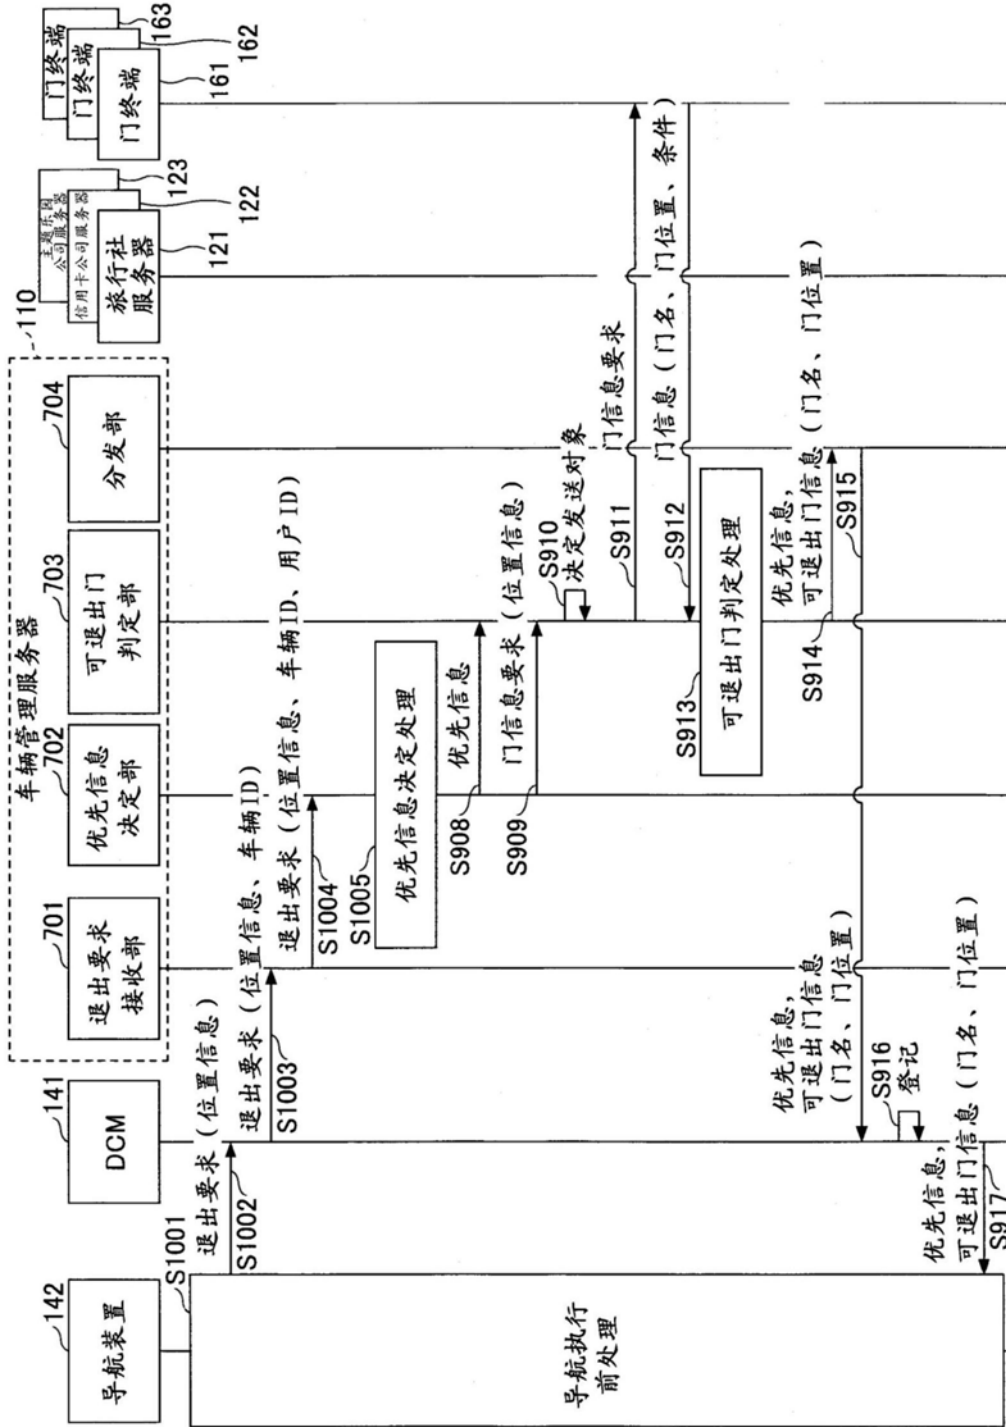 车辆管理服务器
110
142
导航装置
141
DCM
701
退出要求
接收部
702
优先信息
决定部
703
可退出门
判定部
704
分发部
主题乐园
公司服务器
123
信用卡公司服务器
122
旅行社
服务器
121
门终端
163
门终端
162
门终端
161
S1001
导航执行
前处理
退出要求（位置信息）
S1002
退出要求（位置信息、车辆ID）
S1003
退出要求（位置信息、车辆ID、用户ID）
S1004
S1005
优先信息决定处理
优先信息
S908
门信息要求（位置信息）
S909
S910
决定发送对象
门信息要求
S911
门信息（门名、门位置、条件）
S912
S913
可退出门判定处理
优先信息，
可退出门信息（门名、门位置）
S914
S915
优先信息，
可退出门信息
（门名、门位置）
S916
登记
优先信息，
可退出门信息（门名、门位置）
S917